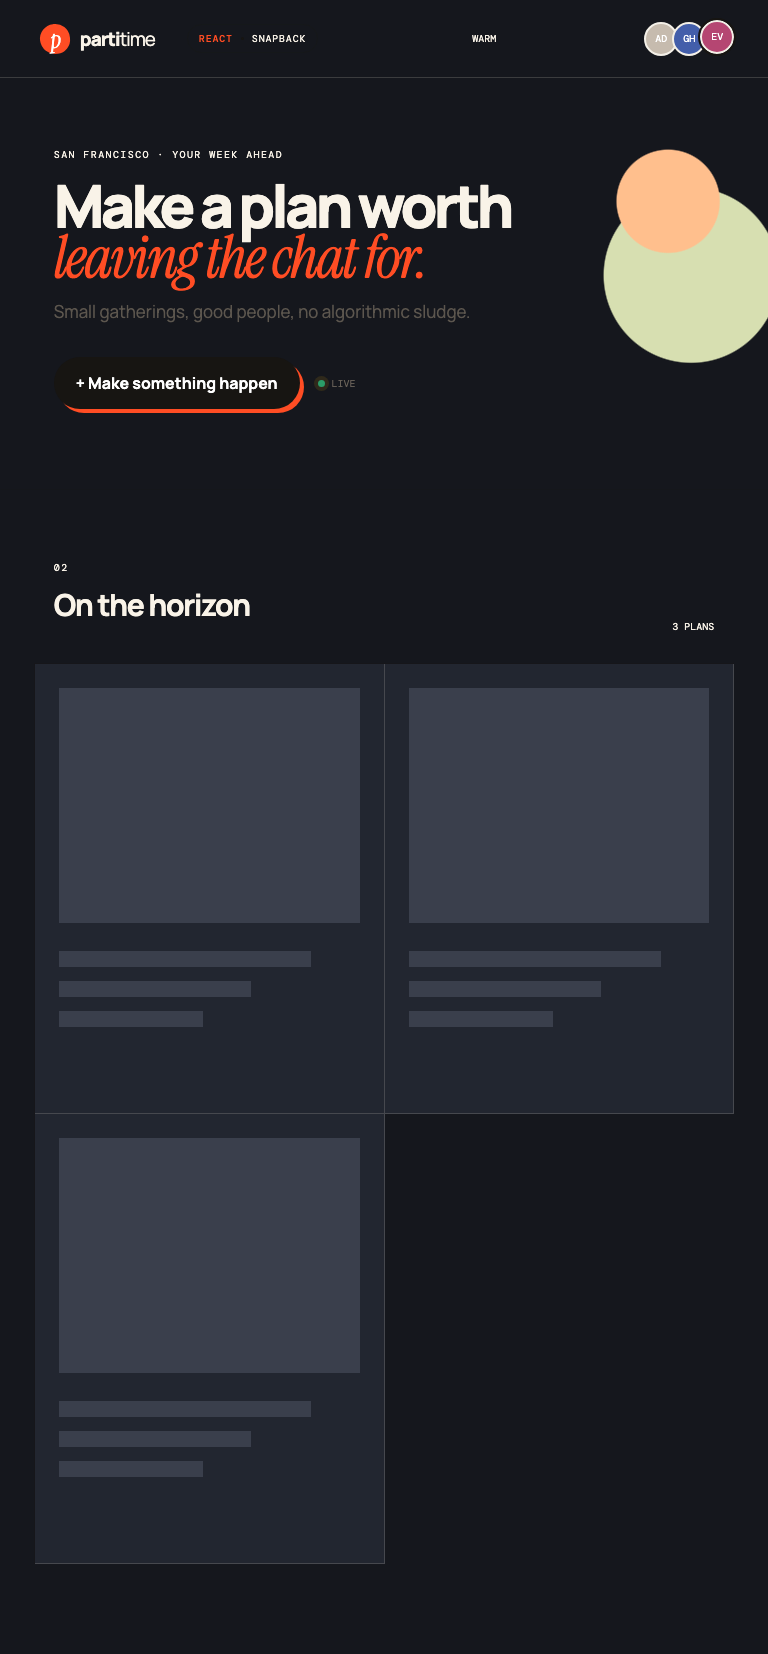 p partitime REACT SNAPBACK WARM AD GH EV
SAN FRANCISCO · YOUR WEEK AHEAD
Make a plan worth
leaving the chat for.
Small gatherings, good people, no algorithmic sludge.
+ Make something happen LIVE
02
On the horizon
3 PLANS